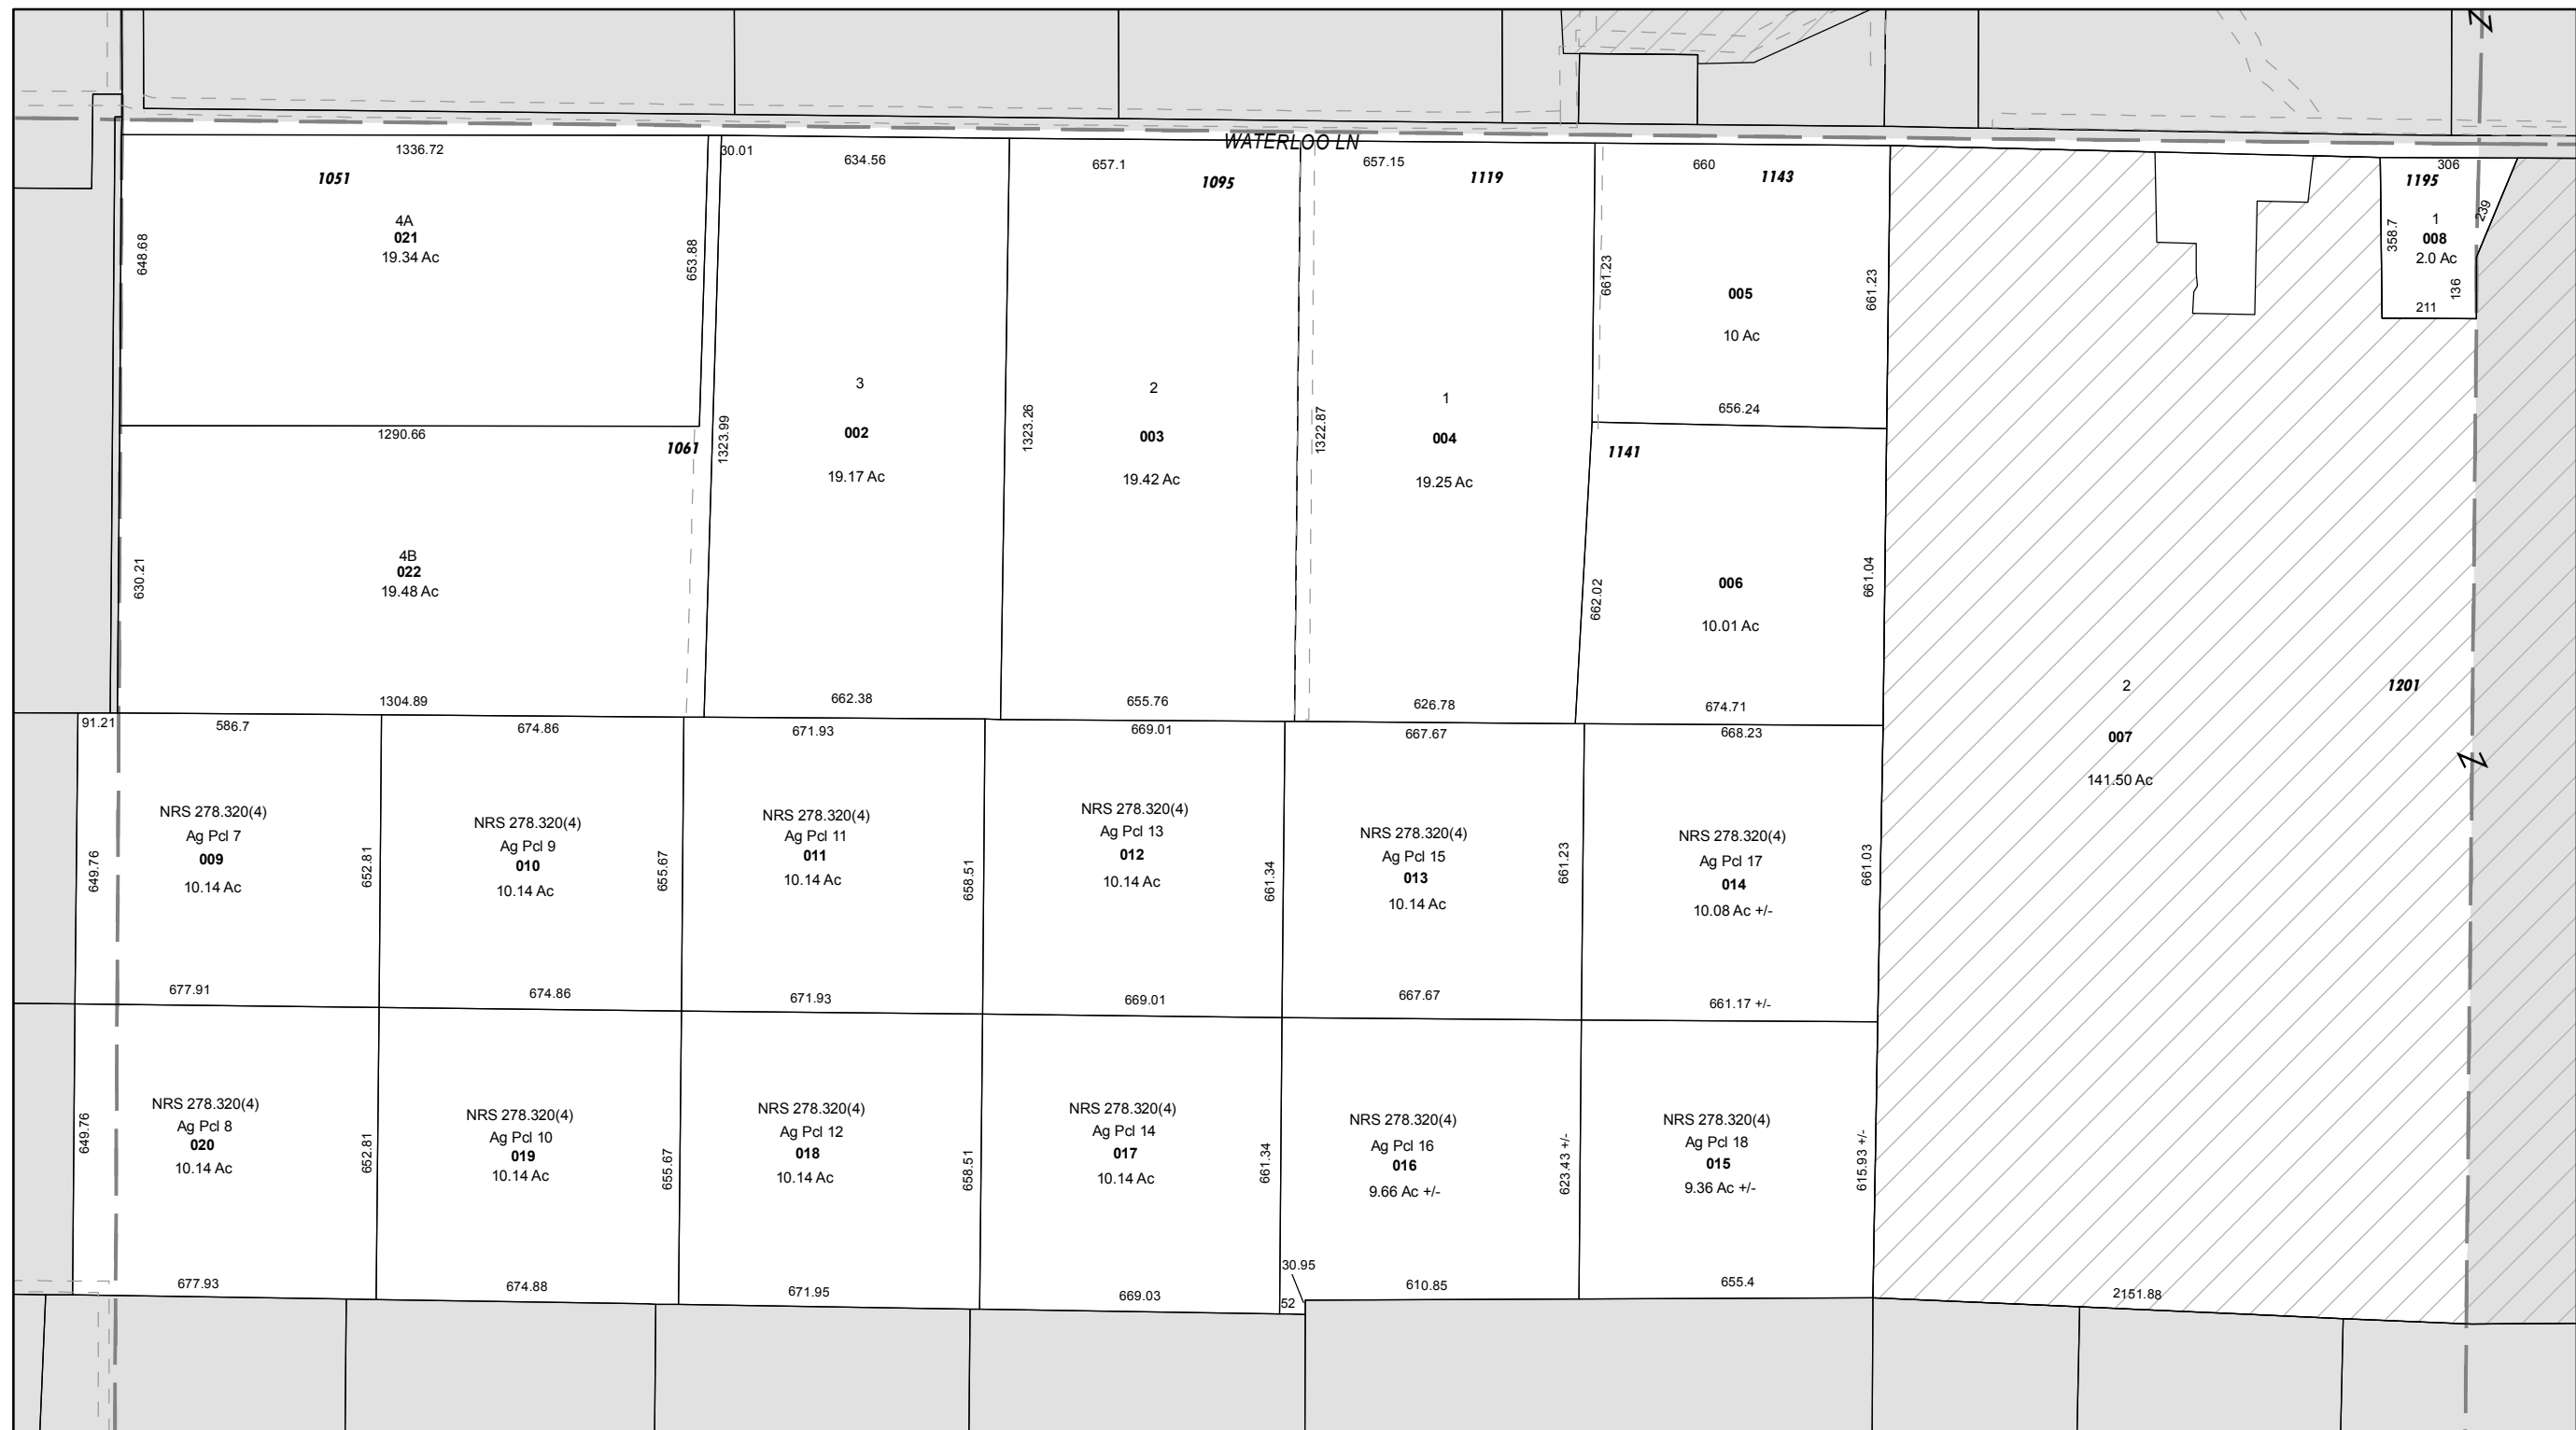 WATERLOO LN
1336.72
30.01
634.56
657.1
657.15
660
306
1051
1095
1119
1143
1195
4A
021
19.34 Ac
648.68
653.88
1290.66
1061
4B
022
19.48 Ac
630.21
1304.89
3
002
19.17 Ac
1323.99
662.38
2
003
19.42 Ac
1323.26
655.76
1
004
19.25 Ac
1322.87
626.78
005
10 Ac
661.23
661.23
656.24
1141
006
10.01 Ac
662.02
661.04
674.71
1
008
2.0 Ac
358.7
239
136
211
2
1201
007
141.50 Ac
2151.88
Z
Z
91.21
586.7
674.86
671.93
669.01
667.67
668.23
NRS 278.320(4)
Ag Pcl 7
009
10.14 Ac
649.76
652.81
677.91
NRS 278.320(4)
Ag Pcl 9
010
10.14 Ac
655.67
674.86
NRS 278.320(4)
Ag Pcl 11
011
10.14 Ac
658.51
671.93
NRS 278.320(4)
Ag Pcl 13
012
10.14 Ac
661.34
669.01
NRS 278.320(4)
Ag Pcl 15
013
10.14 Ac
661.23
667.67
NRS 278.320(4)
Ag Pcl 17
014
10.08 Ac +/-
661.03
661.17 +/-
NRS 278.320(4)
Ag Pcl 8
020
10.14 Ac
649.76
652.81
677.93
NRS 278.320(4)
Ag Pcl 10
019
10.14 Ac
655.67
674.88
NRS 278.320(4)
Ag Pcl 12
018
10.14 Ac
658.51
671.95
NRS 278.320(4)
Ag Pcl 14
017
10.14 Ac
661.34
669.03
NRS 278.320(4)
Ag Pcl 16
016
9.66 Ac +/-
623.43 +/-
30.95
52
610.85
NRS 278.320(4)
Ag Pcl 18
015
9.36 Ac +/-
615.93 +/-
655.4